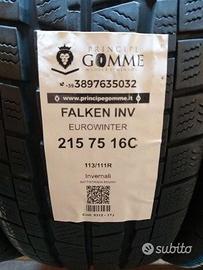 PRINCIPE
GOMME
+39 3897635032
www.principegomme.it
FALKEN INV
EUROWINTER
215 75 16C
113/111R
Invernali
subito